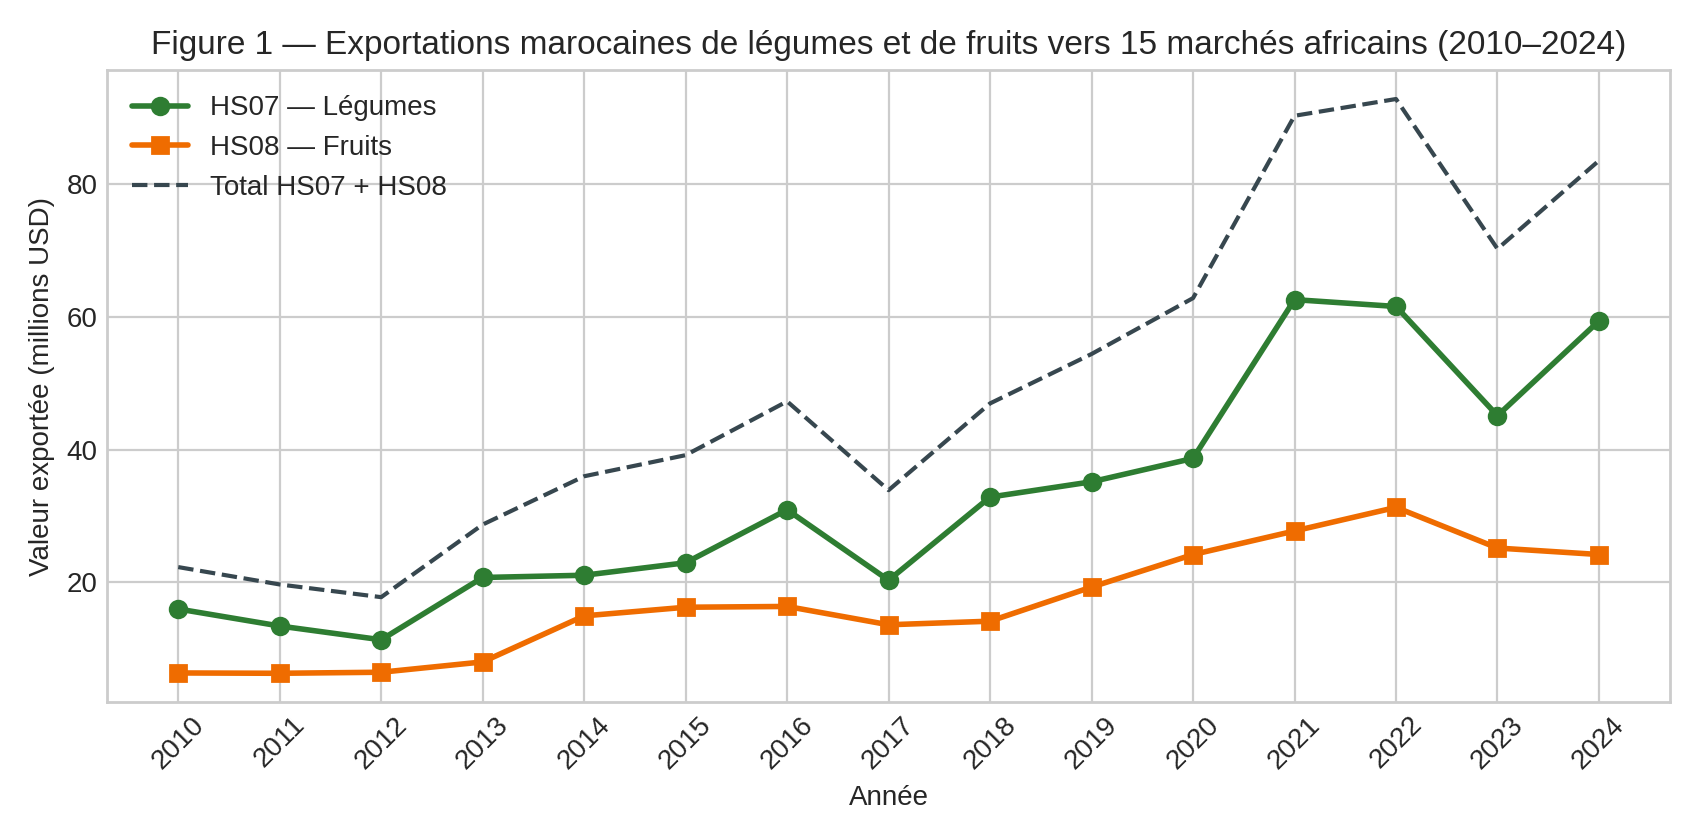 Figure 1 — Exportations marocaines de légumes et de fruits vers 15 marchés africains (2010–2024)
HS07 — Légumes
HS08 — Fruits
Total HS07 + HS08
Valeur exportée (millions USD)
80
60
40
20
2010 2011 2012 2013 2014 2015 2016 2017 2018 2019 2020 2021 2022 2023 2024
Année